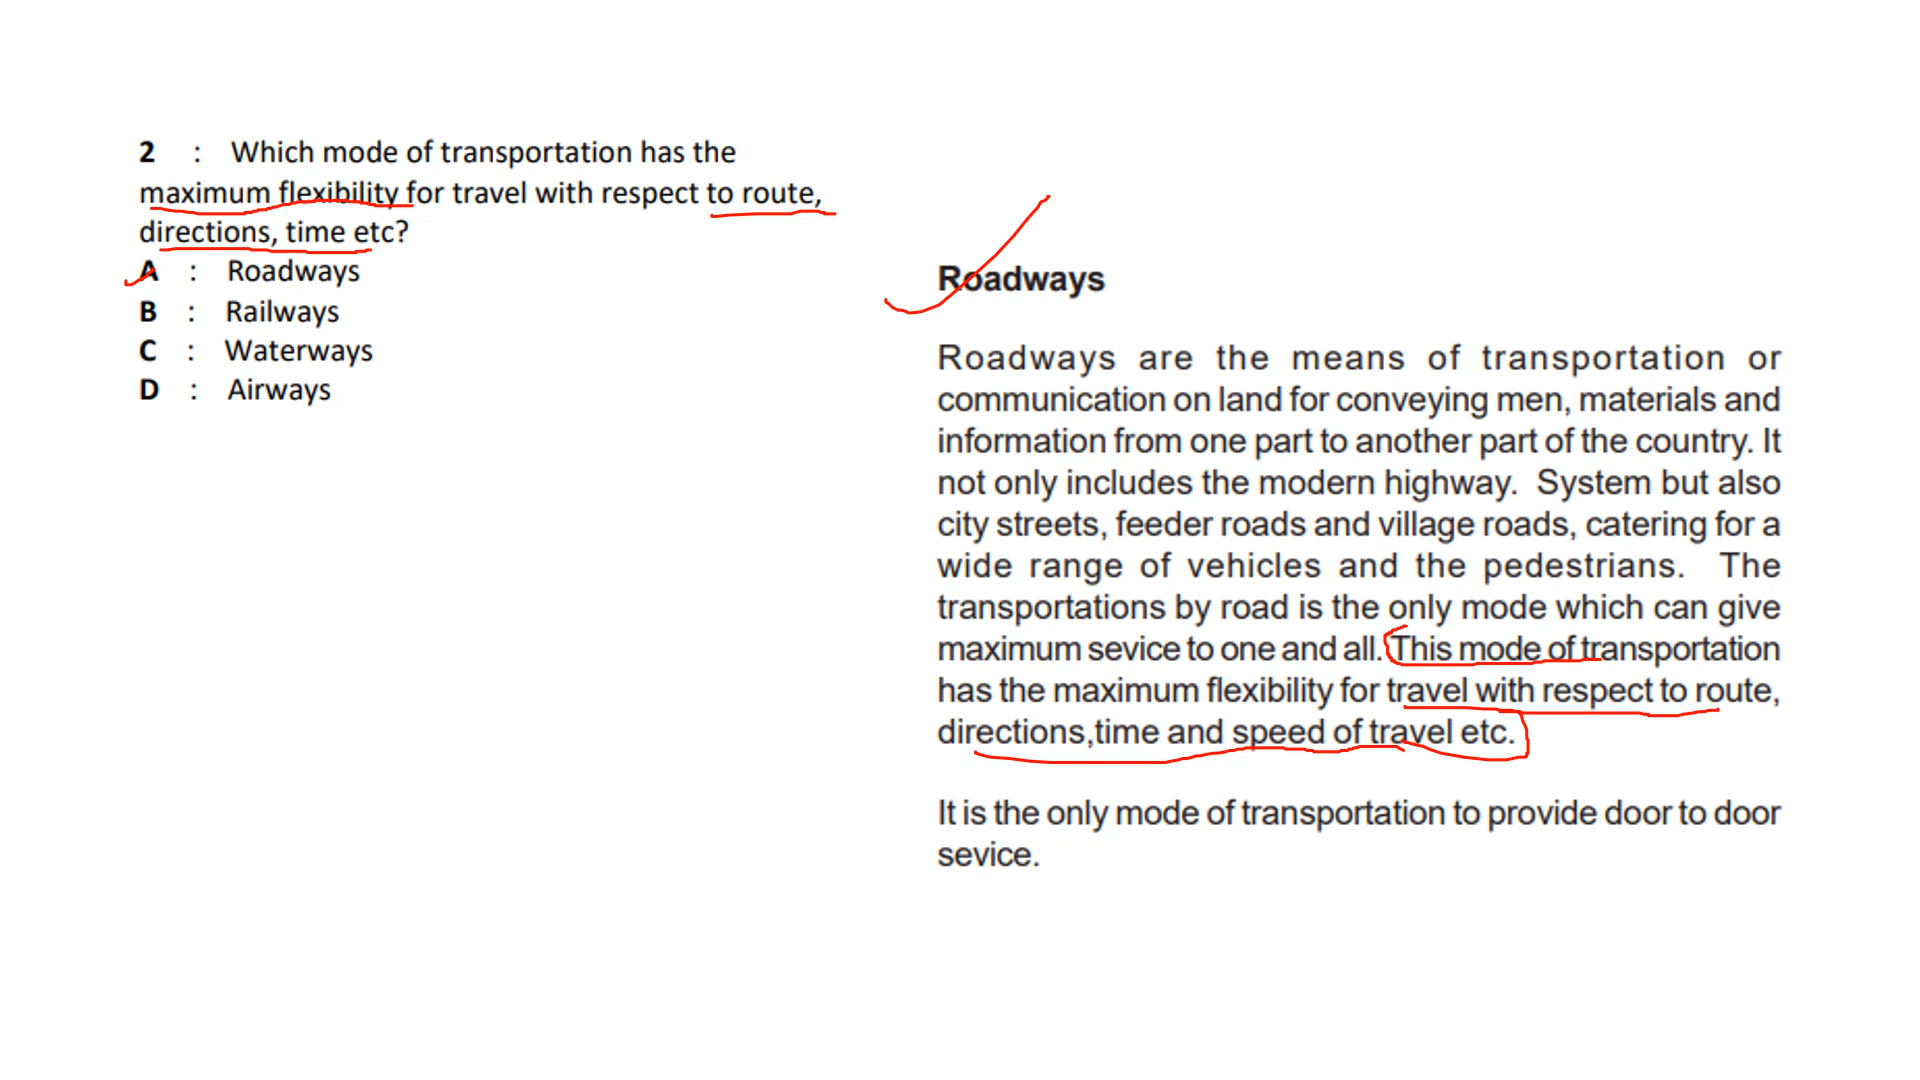 2 : Which mode of transportation has the
maximum flexibility for travel with respect to route,
directions, time etc?
A : Roadways
B : Railways
C : Waterways
D : Airways
Roadways
Roadways are the means of transportation or
communication on land for conveying men, materials and
information from one part to another part of the country. It
not only includes the modern highway. System but also
city streets, feeder roads and village roads, catering for a
wide range of vehicles and the pedestrians. The
transportations by road is the only mode which can give
maximum sevice to one and all. This mode of transportation
has the maximum flexibility for travel with respect to route,
directions,time and speed of travel etc.
It is the only mode of transportation to provide door to door
sevice.